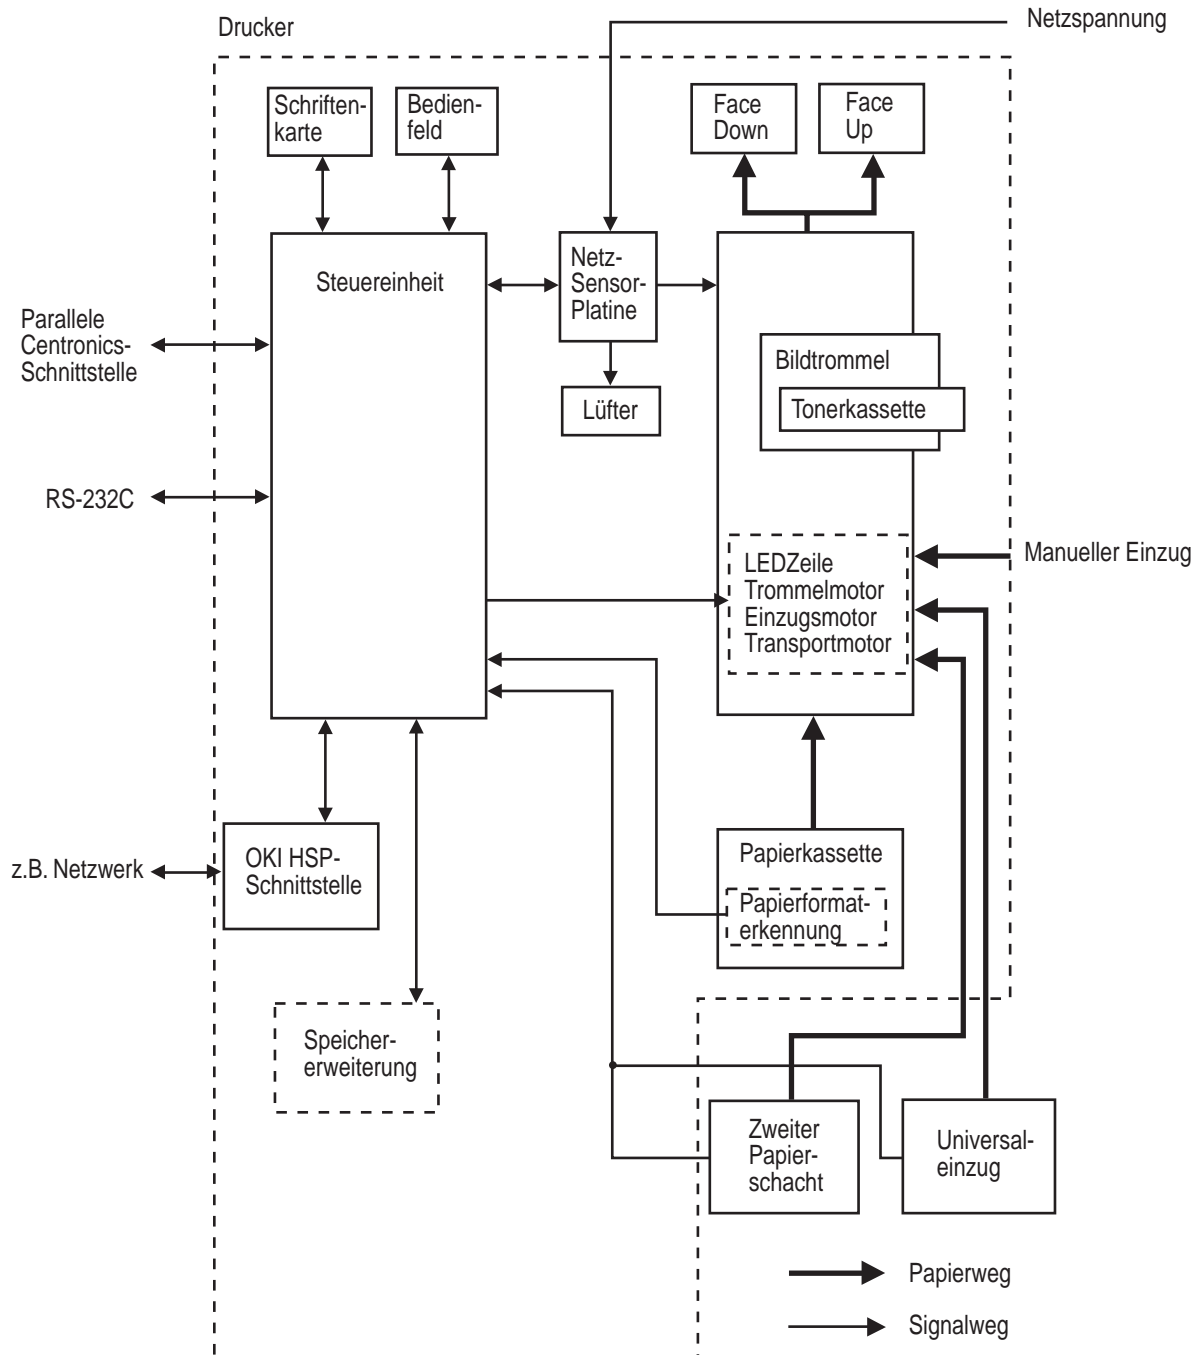 Drucker
Netzspannung
Schriften-
karte
Bedien-
feld
Face
Down
Face
Up
Steuereinheit
Netz-
Sensor-
Platine
Parallele
Centronics-
Schnittstelle
Bildtrommel
Lüfter
Tonerkassette
RS-232C
Manueller Einzug
LEDZeile
Trommelmotor
Einzugsmotor
Transportmotor
z.B. Netzwerk
OKI HSP-
Schnittstelle
Papierkassette
Papierformat-
erkennung
Speicher-
erweiterung
Zweiter
Papier-
schacht
Universal-
einzug
Papierweg
Signalweg